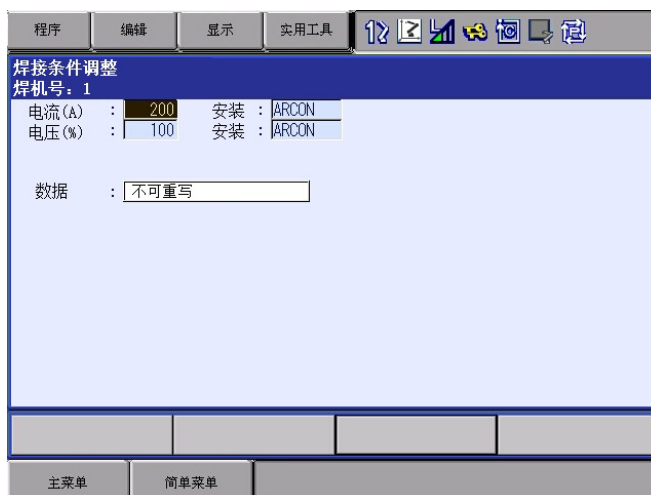 程序 编辑 显示 实用工具
焊接条件调整
焊机号：1
电流(A) ： 200 安装 ： ARCON
电压(%) ： 100 安装 ： ARCON
数据 ： 不可重写
主菜单 简单菜单